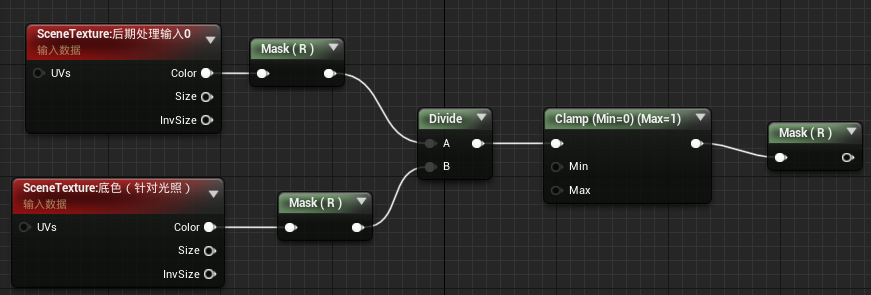 SceneTexture:后期处理输入0
输入数据
UVs
Color
Size
InvSize
Mask ( R )
Divide
A
B
Clamp (Min=0) (Max=1)
Min
Max
Mask ( R )
SceneTexture:底色（针对光照）
输入数据
UVs
Color
Size
InvSize
Mask ( R )